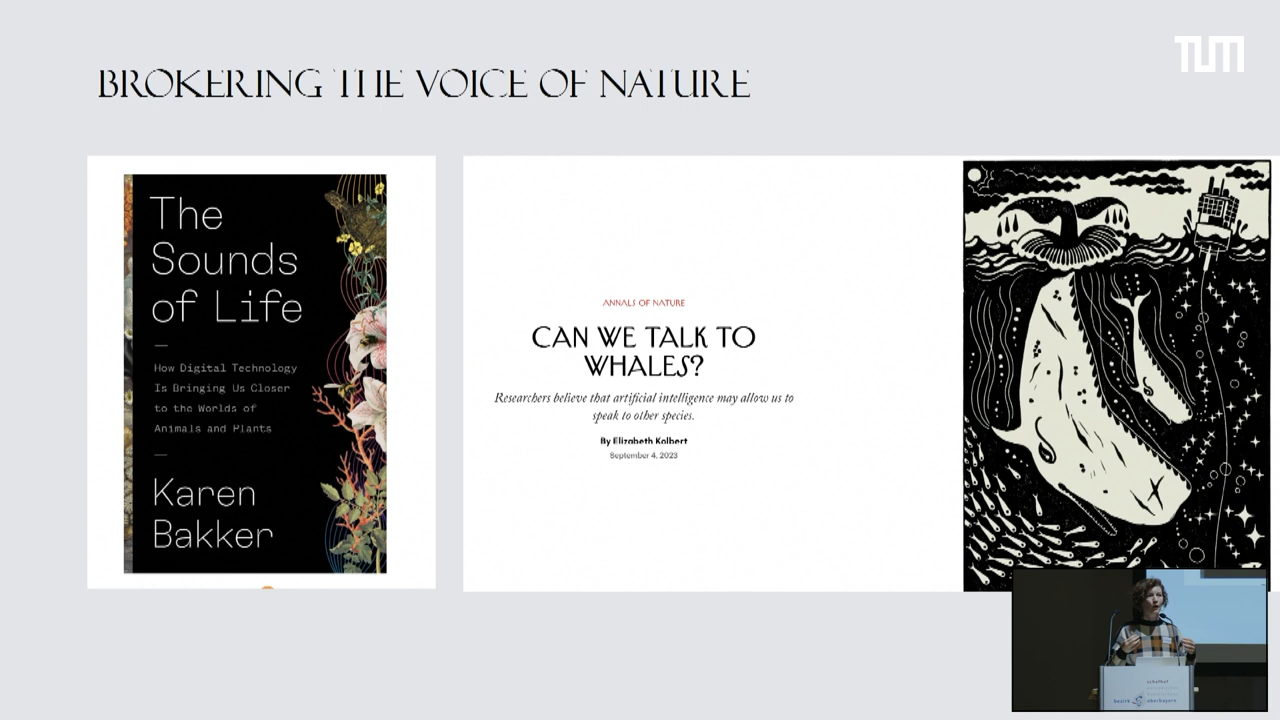 TUM
BROKERING THE VOICE OF NATURE
The
Sounds
of Life
How Digital Technology
Is Bringing Us Closer
to the Worlds of
Animals and Plants
Karen
Bakker
ANNALS OF NATURE
CAN WE TALK TO
WHALES?
Researchers believe that artificial intelligence may allow us to
speak to other species.
By Elizabeth Kolbert
September 4, 2023
bezirk
oberbayern